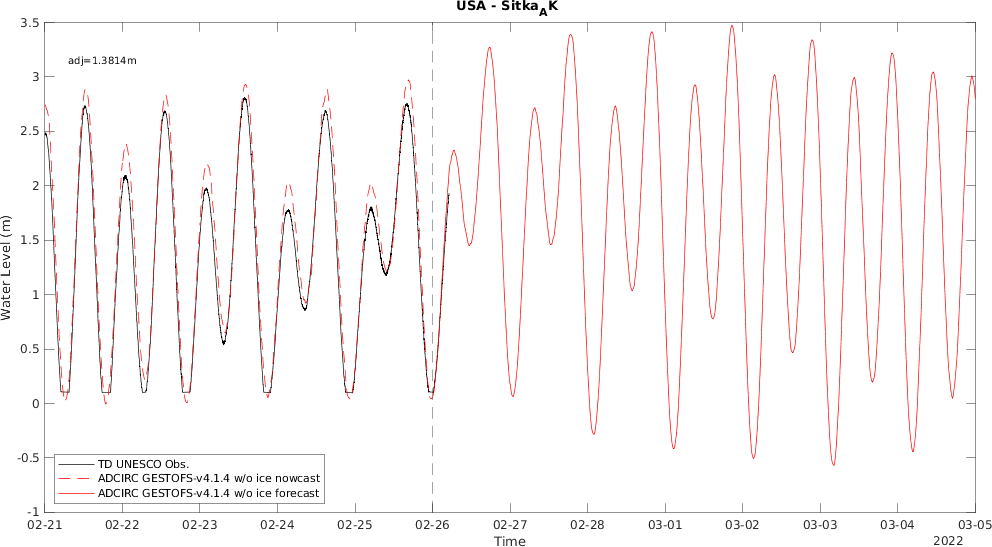 USA - Sitka_AK
adj=1.3814m
3.5
3
2.5
2
1.5
1
0.5
0
-0.5
-1
Water Level (m)
TD UNESCO Obs.
ADCIRC GESTOFS-v4.1.4 w/o ice nowcast
ADCIRC GESTOFS-v4.1.4 w/o ice forecast
02-21 02-22 02-23 02-24 02-25 02-26 02-27 02-28 03-01 03-02 03-03 03-04 03-05
Time
2022